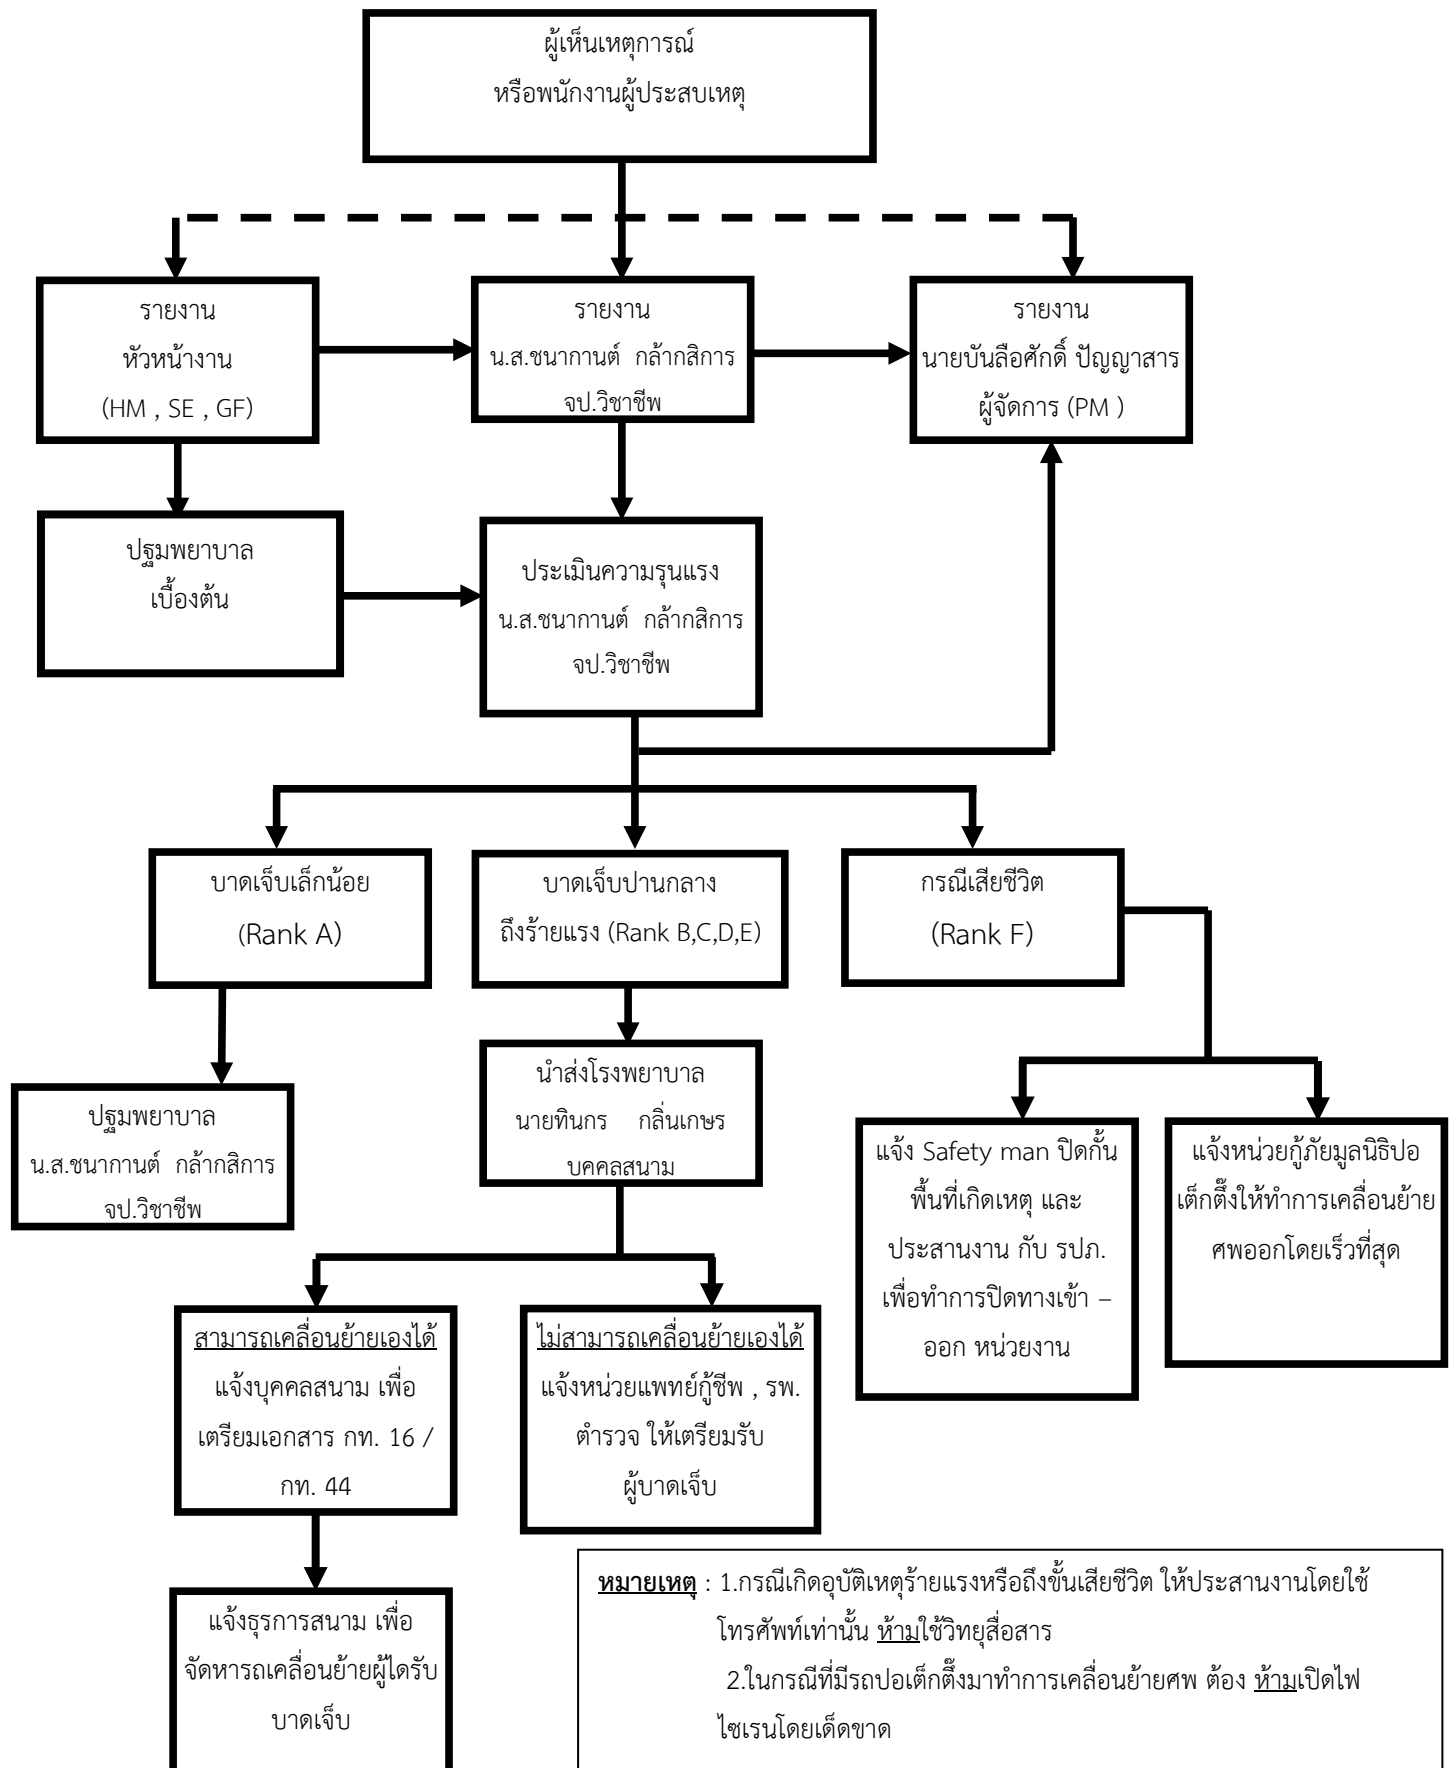 ผู้เห็นเหตุการณ์
หรือพนักงานผู้ประสบเหตุ
รายงาน
หัวหน้างาน
(HM , SE , GF)
รายงาน
น.ส.ชนากานต์ กล้ากสิการ
จป.วิชาชีพ
รายงาน
นายบันลือศักดิ์ ปัญญาสาร
ผู้จัดการ (PM )
ปฐมพยาบาล
เบื้องต้น
ประเมินความรุนแรง
น.ส.ชนากานต์ กล้ากสิการ
จป.วิชาชีพ
บาดเจ็บเล็กน้อย
(Rank A)
บาดเจ็บปานกลาง
ถึงร้ายแรง (Rank B,C,D,E)
กรณีเสียชีวิต
(Rank F)
ปฐมพยาบาล
น.ส.ชนากานต์ กล้ากสิการ
จป.วิชาชีพ
นำส่งโรงพยาบาล
นายทินกร กลิ่นเกษร
บุคคลสนาม
แจ้ง Safety man ปิดกั้น
พื้นที่เกิดเหตุ และ
ประสานงาน กับ รปภ.
เพื่อทำการปิดทางเข้า –
ออก หน่วยงาน
แจ้งหน่วยกู้ภัยมูลนิธิปอ
เต็กตึ๊งให้ทำการเคลื่อนย้าย
ศพออกโดยเร็วที่สุด
สามารถเคลื่อนย้ายเองได้
แจ้งบุคคลสนาม เพื่อ
เตรียมเอกสาร กท. 16 /
กท. 44
ไม่สามารถเคลื่อนย้ายเองได้
แจ้งหน่วยแพทย์กู้ชีพ , รพ.
ตำรวจ ให้เตรียมรับ
ผู้บาดเจ็บ
แจ้งธุรการสนาม เพื่อ
จัดหารถเคลื่อนย้ายผู้ไดรับ
บาดเจ็บ
หมายเหตุ : 1.กรณีเกิดอุบัติเหตุร้ายแรงหรือถึงขั้นเสียชีวิต ให้ประสานงานโดยใช้
โทรศัพท์เท่านั้น ห้ามใช้วิทยุสื่อสาร
2.ในกรณีที่มีรถปอเต็กตึ๊งมาทำการเคลื่อนย้ายศพ ต้อง ห้ามเปิดไฟ
ไซเรนโดยเด็ดขาด